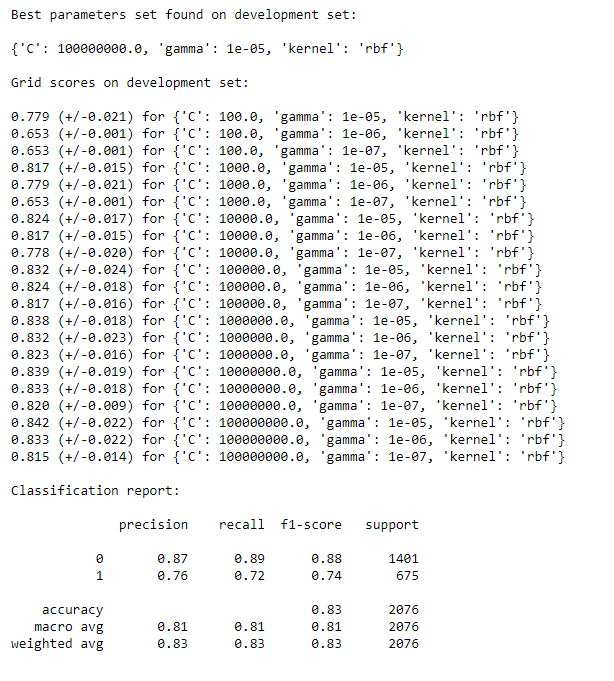 Best parameters set found on development set:
{'C': 100000000.0, 'gamma': 1e-05, 'kernel': 'rbf'}
Grid scores on development set:
0.779 (+/-0.021) for {'C': 100.0, 'gamma': 1e-05, 'kernel': 'rbf'}
0.653 (+/-0.001) for {'C': 100.0, 'gamma': 1e-06, 'kernel': 'rbf'}
0.653 (+/-0.001) for {'C': 100.0, 'gamma': 1e-07, 'kernel': 'rbf'}
0.817 (+/-0.015) for {'C': 1000.0, 'gamma': 1e-05, 'kernel': 'rbf'}
0.779 (+/-0.021) for {'C': 1000.0, 'gamma': 1e-06, 'kernel': 'rbf'}
0.653 (+/-0.001) for {'C': 1000.0, 'gamma': 1e-07, 'kernel': 'rbf'}
0.824 (+/-0.017) for {'C': 10000.0, 'gamma': 1e-05, 'kernel': 'rbf'}
0.817 (+/-0.015) for {'C': 10000.0, 'gamma': 1e-06, 'kernel': 'rbf'}
0.778 (+/-0.020) for {'C': 10000.0, 'gamma': 1e-07, 'kernel': 'rbf'}
0.832 (+/-0.024) for {'C': 100000.0, 'gamma': 1e-05, 'kernel': 'rbf'}
0.824 (+/-0.018) for {'C': 100000.0, 'gamma': 1e-06, 'kernel': 'rbf'}
0.817 (+/-0.016) for {'C': 100000.0, 'gamma': 1e-07, 'kernel': 'rbf'}
0.838 (+/-0.018) for {'C': 1000000.0, 'gamma': 1e-05, 'kernel': 'rbf'}
0.832 (+/-0.023) for {'C': 1000000.0, 'gamma': 1e-06, 'kernel': 'rbf'}
0.823 (+/-0.016) for {'C': 1000000.0, 'gamma': 1e-07, 'kernel': 'rbf'}
0.839 (+/-0.019) for {'C': 10000000.0, 'gamma': 1e-05, 'kernel': 'rbf'}
0.833 (+/-0.018) for {'C': 10000000.0, 'gamma': 1e-06, 'kernel': 'rbf'}
0.820 (+/-0.009) for {'C': 10000000.0, 'gamma': 1e-07, 'kernel': 'rbf'}
0.842 (+/-0.022) for {'C': 100000000.0, 'gamma': 1e-05, 'kernel': 'rbf'}
0.833 (+/-0.022) for {'C': 100000000.0, 'gamma': 1e-06, 'kernel': 'rbf'}
0.815 (+/-0.014) for {'C': 100000000.0, 'gamma': 1e-07, 'kernel': 'rbf'}
Classification report:
precision recall f1-score support
0 0.87 0.89 0.88 1401
1 0.76 0.72 0.74 675
accuracy 0.83 2076
macro avg 0.81 0.81 0.81 2076
weighted avg 0.83 0.83 0.83 2076